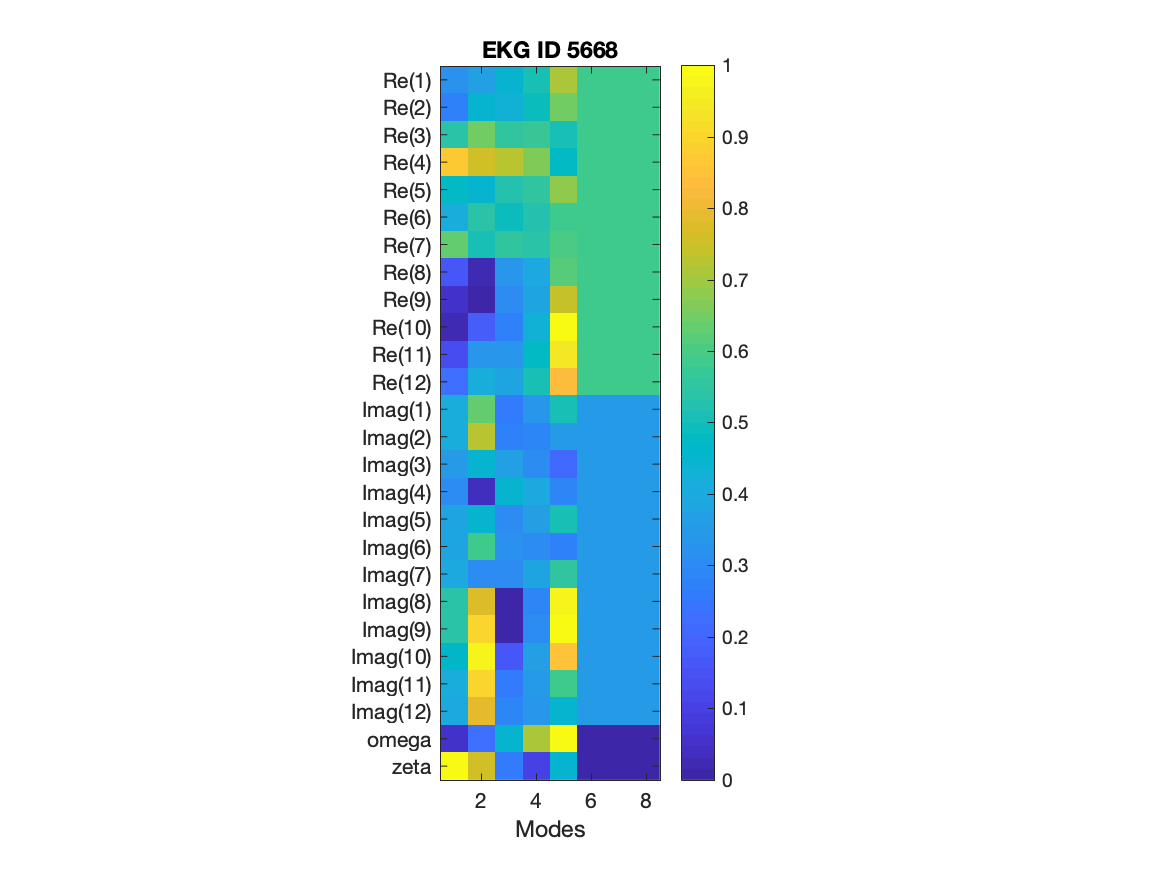 EKG ID 5668
Re(1)
Re(2)
Re(3)
Re(4)
Re(5)
Re(6)
Re(7)
Re(8)
Re(9)
Re(10)
Re(11)
Re(12)
Imag(1)
Imag(2)
Imag(3)
Imag(4)
Imag(5)
Imag(6)
Imag(7)
Imag(8)
Imag(9)
Imag(10)
Imag(11)
Imag(12)
omega
zeta
2 4 6 8
Modes
1
0.9
0.8
0.7
0.6
0.5
0.4
0.3
0.2
0.1
0